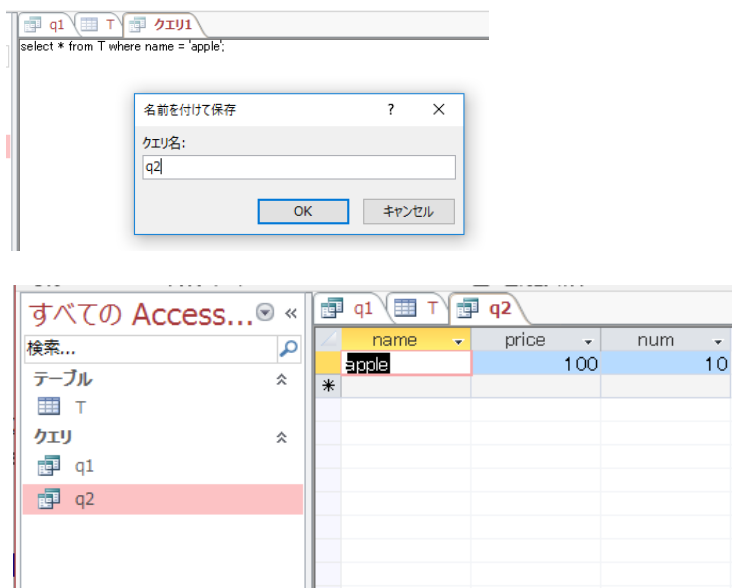 q1 T クエリ1
select * from T where name = 'apple';
名前を付けて保存 ? ×
クエリ名:
q2
OK キャンセル
すべての Access... «
q1 T q2
検索...
name price num
apple 100 10
テーブル
T
クエリ
q1
q2